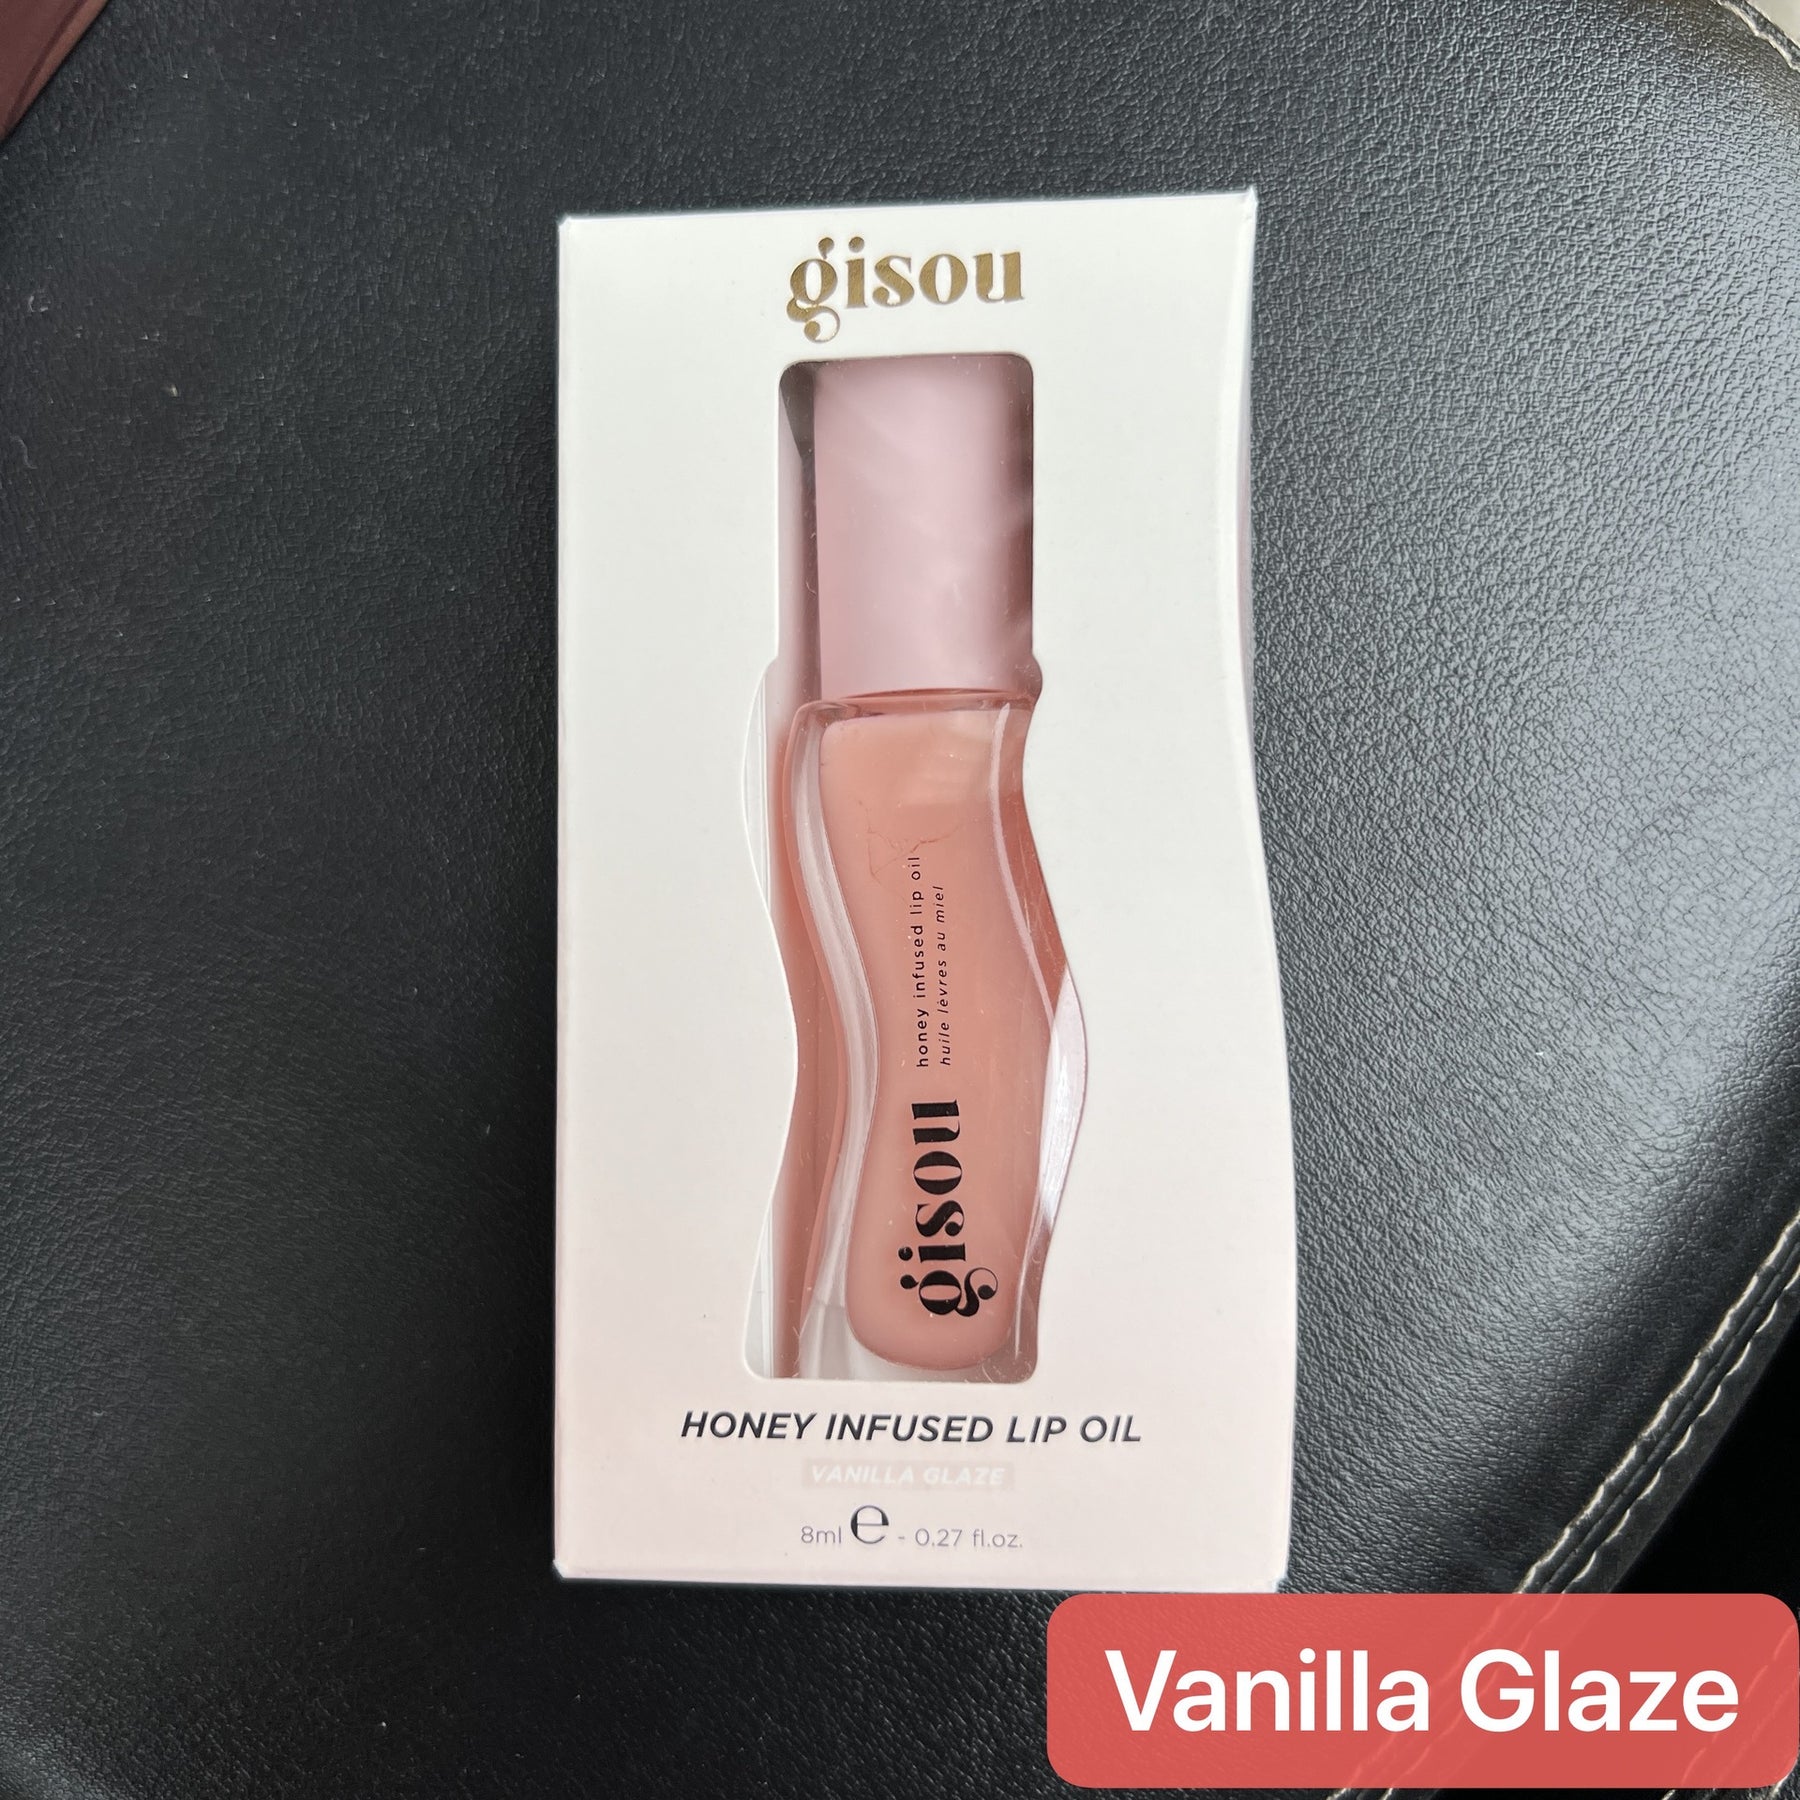 gisou
honey infused lip oil
huile lèvres au miel
gisou
HONEY INFUSED LIP OIL
VANILLA GLAZE
8ml e - 0.27 fl.oz.
Vanilla Glaze